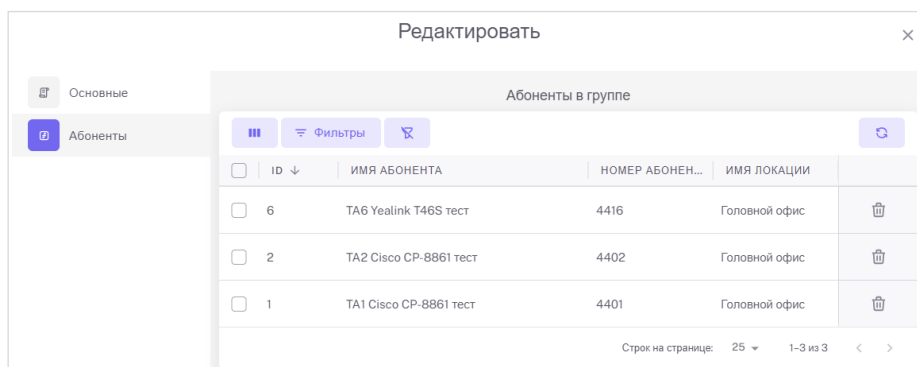 Редактировать
Основные
Абоненты
Абоненты в группе
Фильтры
ID ИМЯ АБОНЕНТА НОМЕР АБОНЕН... ИМЯ ЛОКАЦИИ
6 TA6 Yealink T46S тест 4416 Головной офис
2 TA2 Cisco CP-8861 тест 4402 Головной офис
1 TA1 Cisco CP-8861 тест 4401 Головной офис
Строк на странице: 25 1–3 из 3